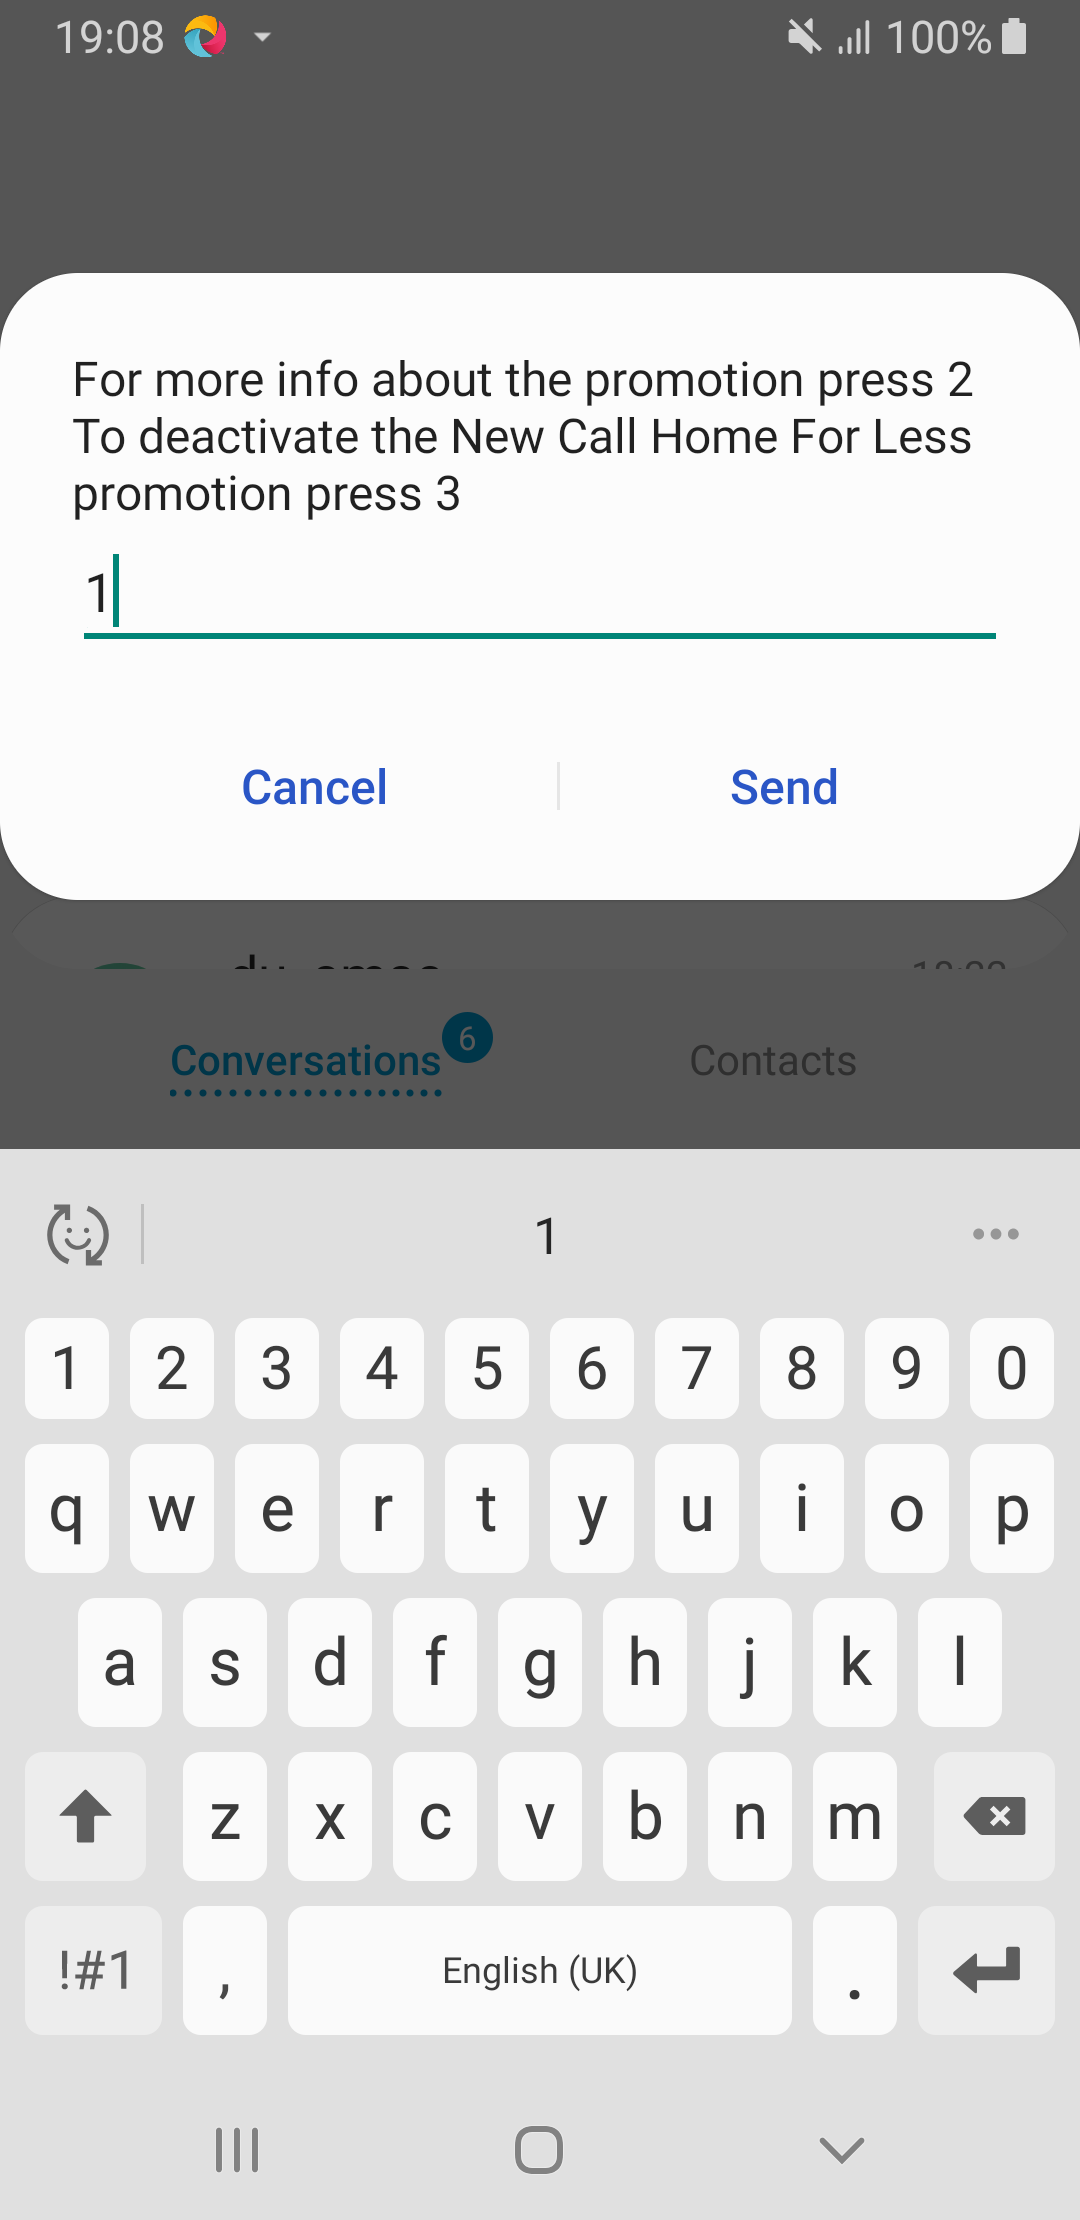 19:08
100%
For more info about the promotion press 2
To deactivate the New Call Home For Less
promotion press 3
1
Cancel
Send
Conversations
6
Contacts
1
1 2 3 4 5 6 7 8 9 0
q w e r t y u i o p
a s d f g h j k l
z x c v b n m
!#1 , English (UK) .